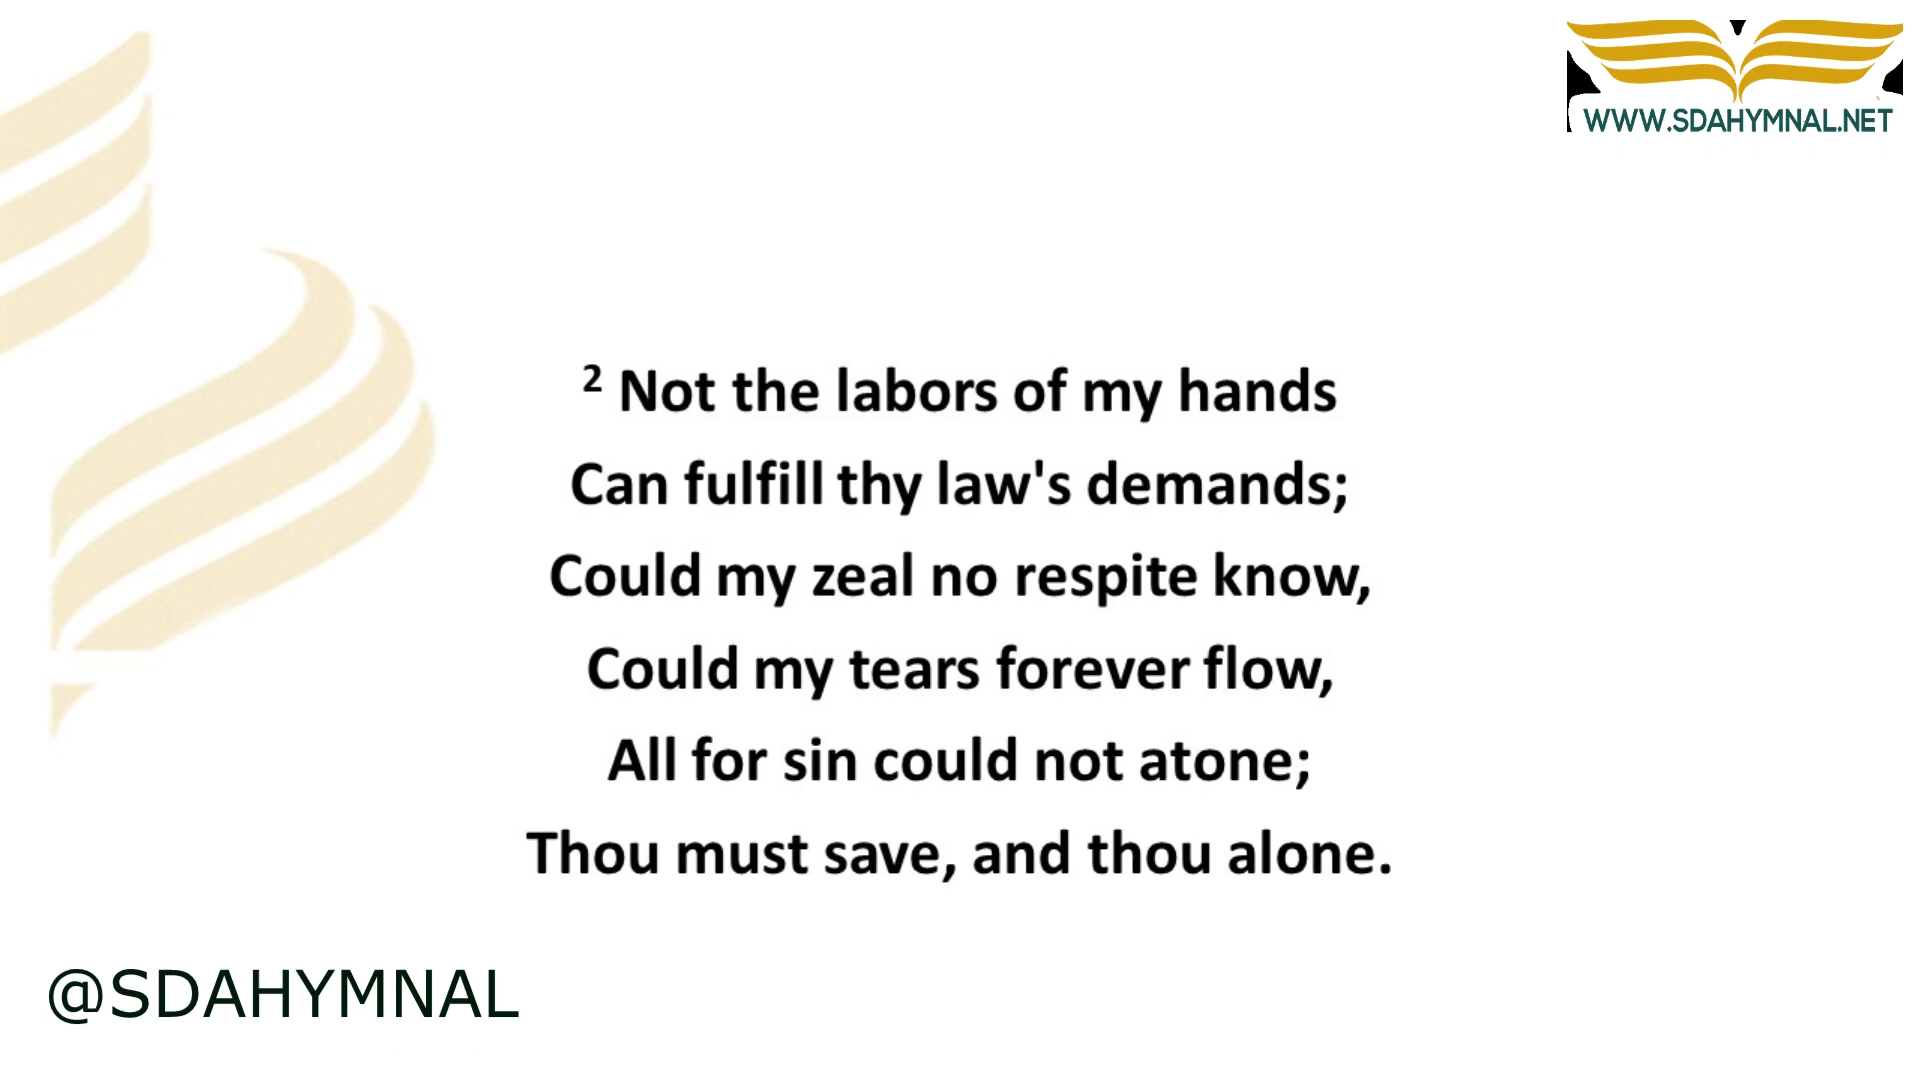 WWW.SDAHYMNAL.NET
² Not the labors of my hands
Can fulfill thy law's demands;
Could my zeal no respite know,
Could my tears forever flow,
All for sin could not atone;
Thou must save, and thou alone.
@SDAHYMNAL